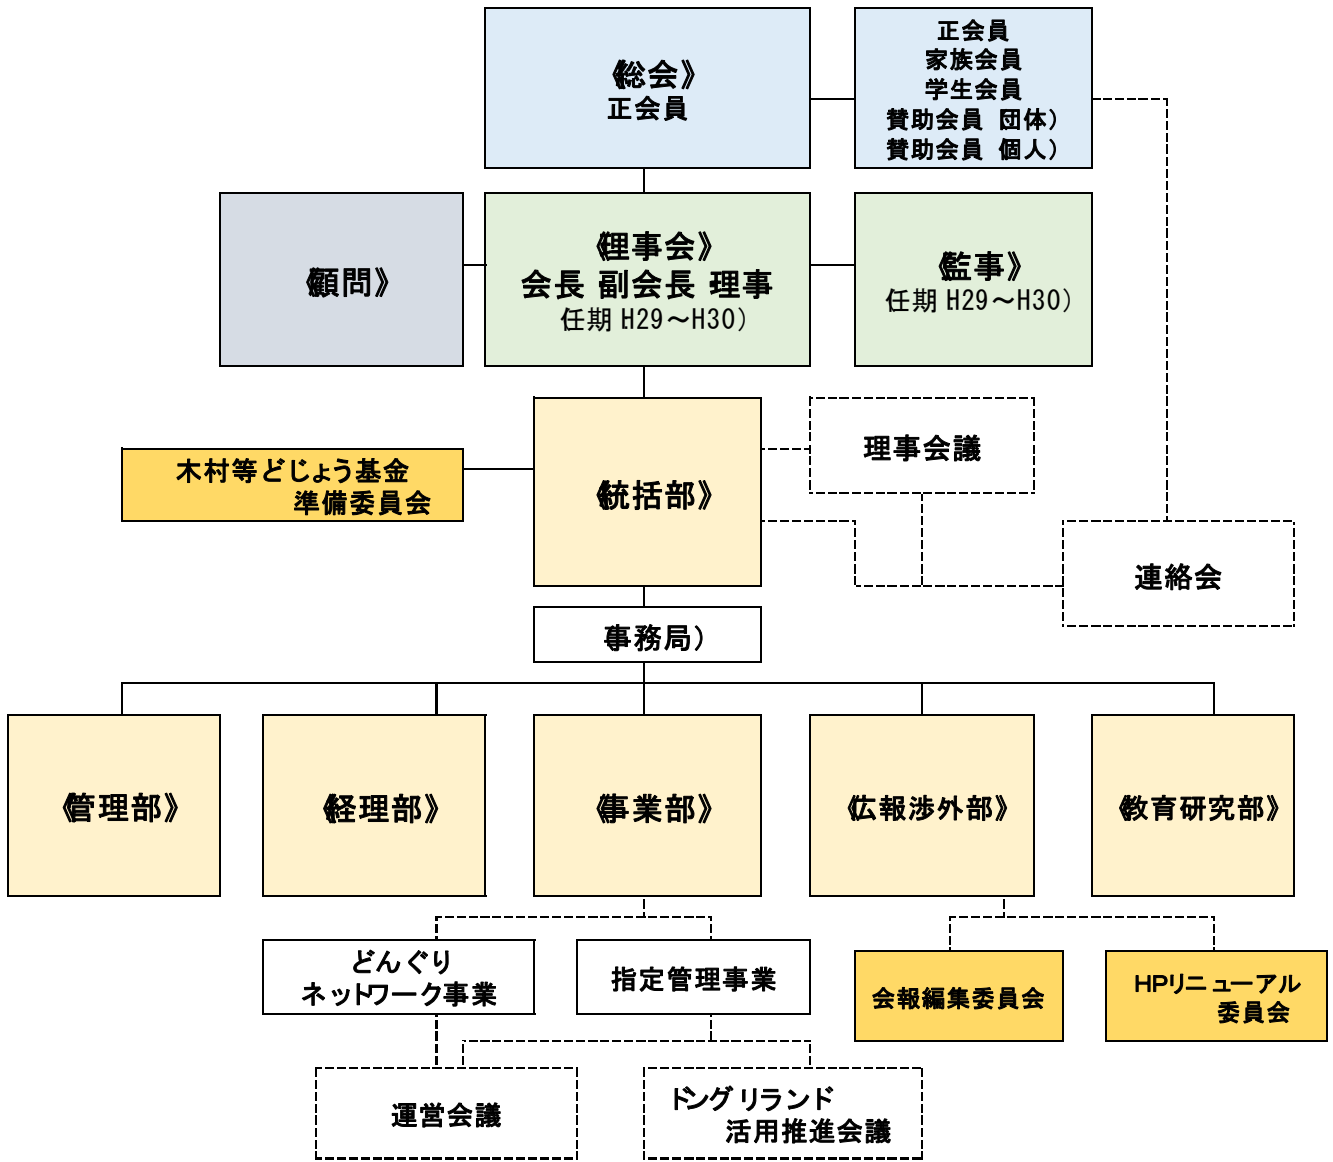 《総会》
正会員
正会員
家族会員
学生会員
賛助会員 団体）
賛助会員 個人）
《顧問》
《理事会》
会長 副会長 理事
任期 H29～H30）
《監事》
任期 H29～H30）
木村等どじょう基金
準備委員会
《統括部》
理事会議
連絡会
事務局）
《管理部》
《経理部》
《事業部》
《広報渉外部》
《教育研究部》
どんぐり
ネットワーク事業
指定管理事業
会報編集委員会
HPリニューアル
委員会
運営会議
ドングリランド
活用推進会議